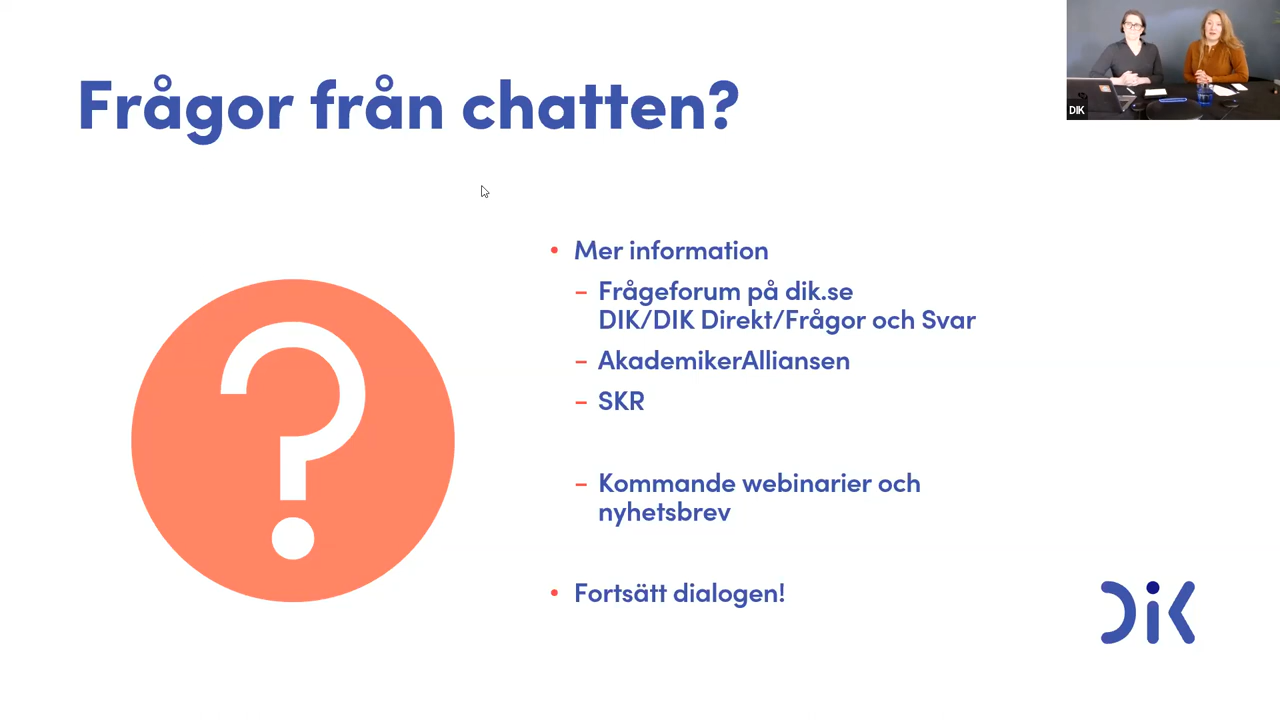 Frågor från chatten?
DIK
• Mer information
– Frågeforum på dik.se
DIK/DIK Direkt/Frågor och Svar
– AkademikerAlliansen
– SKR
– Kommande webinarier och
nyhetsbrev
• Fortsätt dialogen!
DiK